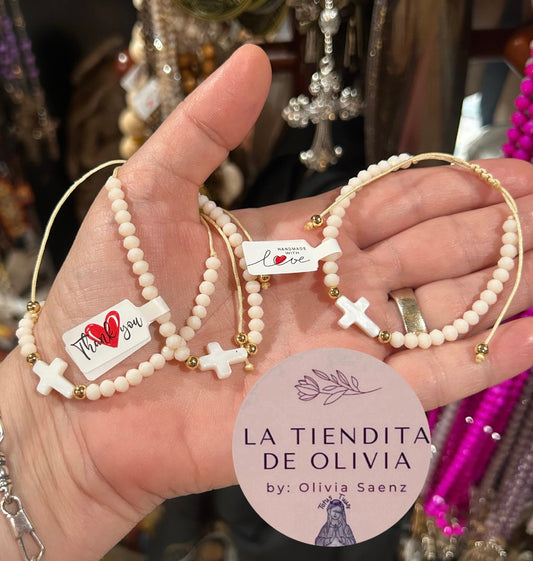 HANDMADE
WITH
love
Thank you
LA TIENDITA
DE OLIVIA
by: Olivia Saenz